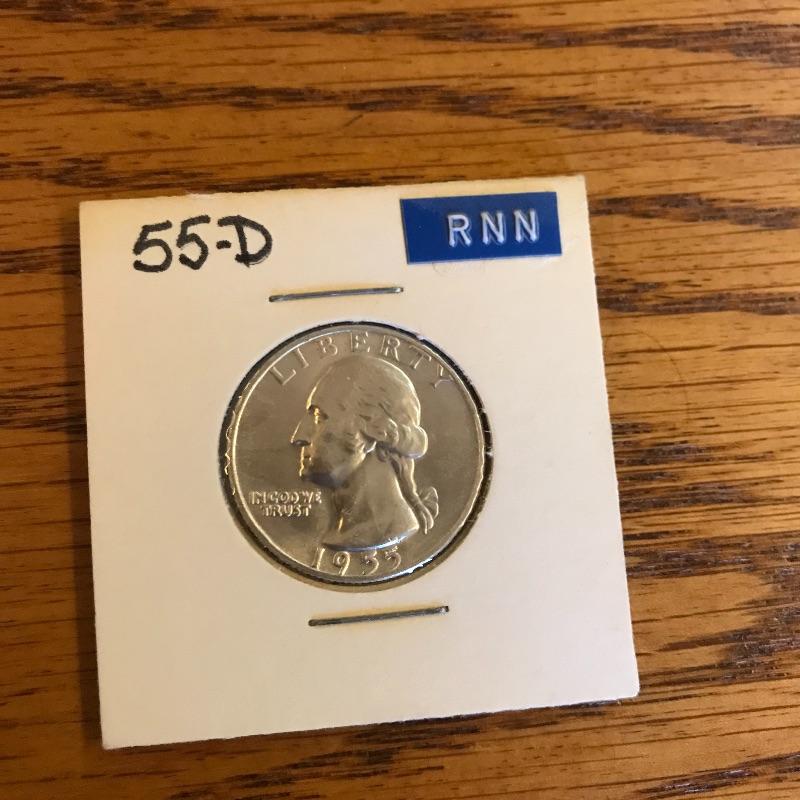 55-D
RNN
LIBERTY
IN GOD WE
TRUST
1955